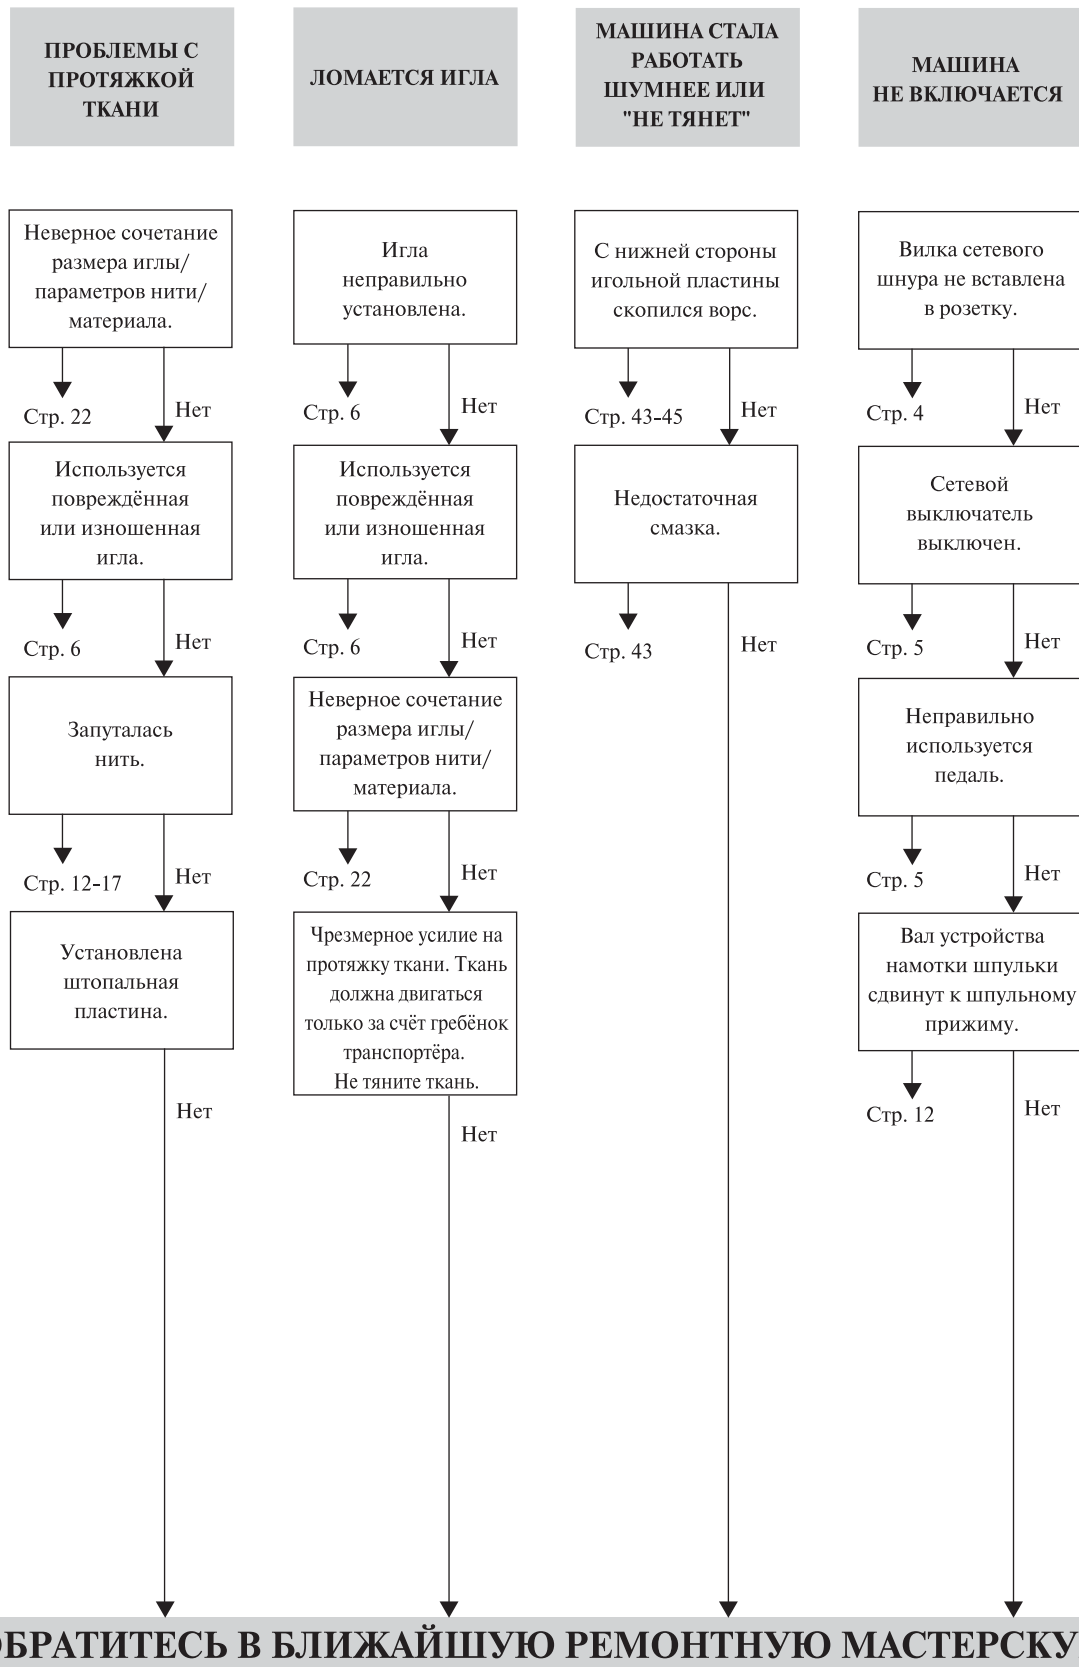 ПРОБЛЕМЫ С
ПРОТЯЖКОЙ
ТКАНИ
Неверное сочетание
размера иглы/
параметров нити/
материала.
Стр. 22
Нет
Используется
повреждённая
или изношенная
игла.
Стр. 6
Нет
Запуталась
нить.
Стр. 12-17
Нет
Установлена
штопальная
пластина.
Нет
ЛОМАЕТСЯ ИГЛА
Игла
неправильно
установлена.
Стр. 6
Нет
Используется
повреждённая
или изношенная
игла.
Стр. 6
Нет
Неверное сочетание
размера иглы/
параметров нити/
материала.
Стр. 22
Нет
Чрезмерное усилие на
протяжку ткани. Ткань
должна двигаться
только за счёт гребёнок
транспортёра.
Не тяните ткань.
Нет
МАШИНА СТАЛА
РАБОТАТЬ
ШУМНЕЕ ИЛИ
"НЕ ТЯНЕТ"
С нижней стороны
игольной пластины
скопился ворс.
Стр. 43-45
Нет
Недостаточная
смазка.
Стр. 43
Нет
МАШИНА
НЕ ВКЛЮЧАЕТСЯ
Вилка сетевого
шнура не вставлена
в розетку.
Стр. 4
Нет
Сетевой
выключатель
выключен.
Стр. 5
Нет
Неправильно
используется
педаль.
Стр. 5
Нет
Вал устройства
намотки шпульки
сдвинут к шпульному
прижиму.
Стр. 12
Нет
ОБРАТИТЕСЬ В БЛИЖАЙШУЮ РЕМОНТНУЮ МАСТЕРСКУ